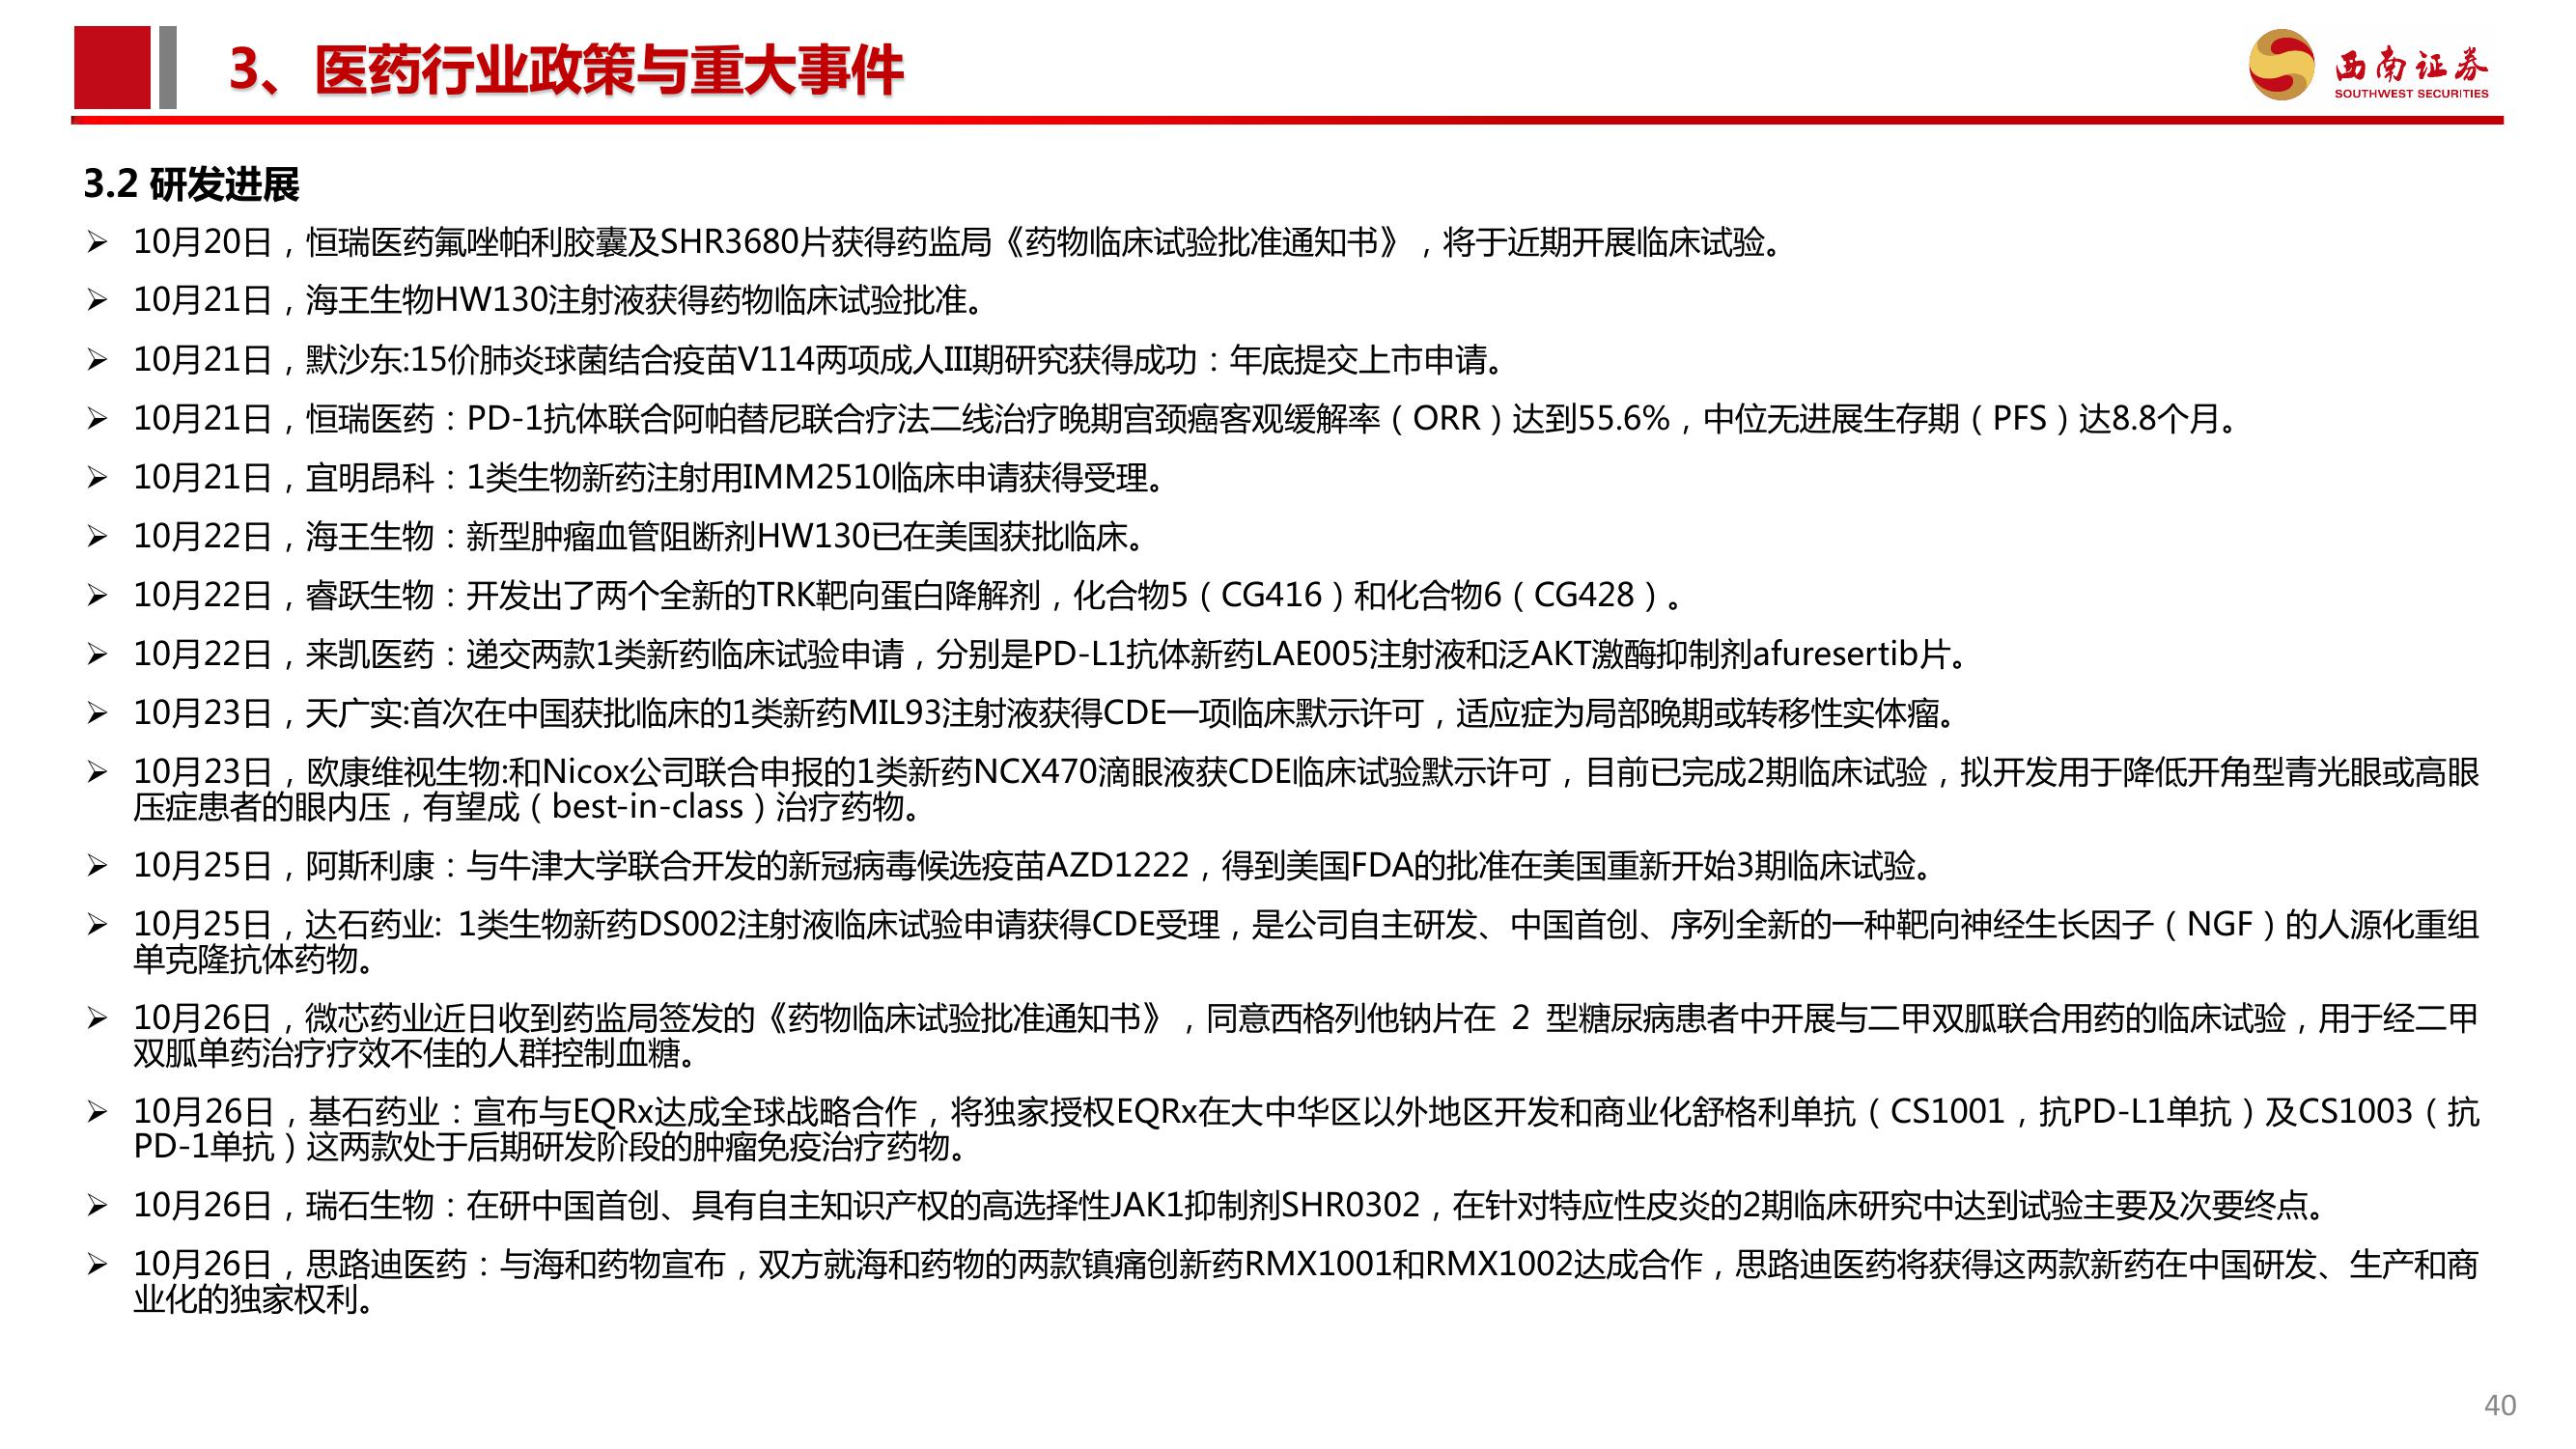 3、医药行业政策与重大事件
西南证券
SOUTHWEST SECURITIES
3.2 研发进展
➢ 10月20日，恒瑞医药氟唑帕利胶囊及SHR3680片获得药监局《药物临床试验批准通知书》，将于近期开展临床试验。
➢ 10月21日，海王生物HW130注射液获得药物临床试验批准。
➢ 10月21日，默沙东:15价肺炎球菌结合疫苗V114两项成人III期研究获得成功：年底提交上市申请。
➢ 10月21日，恒瑞医药：PD-1抗体联合阿帕替尼联合疗法二线治疗晚期宫颈癌客观缓解率（ORR）达到55.6%，中位无进展生存期（PFS）达8.8个月。
➢ 10月21日，宜明昂科：1类生物新药注射用IMM2510临床申请获得受理。
➢ 10月22日，海王生物：新型肿瘤血管阻断剂HW130已在美国获批临床。
➢ 10月22日，睿跃生物：开发出了两个全新的TRK靶向蛋白降解剂，化合物5（CG416）和化合物6（CG428）。
➢ 10月22日，来凯医药：递交两款1类新药临床试验申请，分别是PD-L1抗体新药LAE005注射液和泛AKT激酶抑制剂afuresertib片。
➢ 10月23日，天广实:首次在中国获批临床的1类新药MIL93注射液获得CDE一项临床默示许可，适应症为局部晚期或转移性实体瘤。
➢ 10月23日，欧康维视生物:和Nicox公司联合申报的1类新药NCX470滴眼液获CDE临床试验默示许可，目前已完成2期临床试验，拟开发用于降低开角型青光眼或高眼
压症患者的眼内压，有望成（best-in-class）治疗药物。
➢ 10月25日，阿斯利康：与牛津大学联合开发的新冠病毒候选疫苗AZD1222，得到美国FDA的批准在美国重新开始3期临床试验。
➢ 10月25日，达石药业: 1类生物新药DS002注射液临床试验申请获得CDE受理，是公司自主研发、中国首创、序列全新的一种靶向神经生长因子（NGF）的人源化重组
单克隆抗体药物。
➢ 10月26日，微芯药业近日收到药监局签发的《药物临床试验批准通知书》，同意西格列他钠片在 2 型糖尿病患者中开展与二甲双胍联合用药的临床试验，用于经二甲
双胍单药治疗疗效不佳的人群控制血糖。
➢ 10月26日，基石药业：宣布与EQRx达成全球战略合作，将独家授权EQRx在大中华区以外地区开发和商业化舒格利单抗（CS1001，抗PD-L1单抗）及CS1003（抗
PD-1单抗）这两款处于后期研发阶段的肿瘤免疫治疗药物。
➢ 10月26日，瑞石生物：在研中国首创、具有自主知识产权的高选择性JAK1抑制剂SHR0302，在针对特应性皮炎的2期临床研究中达到试验主要及次要终点。
➢ 10月26日，思路迪医药：与海和药物宣布，双方就海和药物的两款镇痛创新药RMX1001和RMX1002达成合作，思路迪医药将获得这两款新药在中国研发、生产和商
业化的独家权利。
40